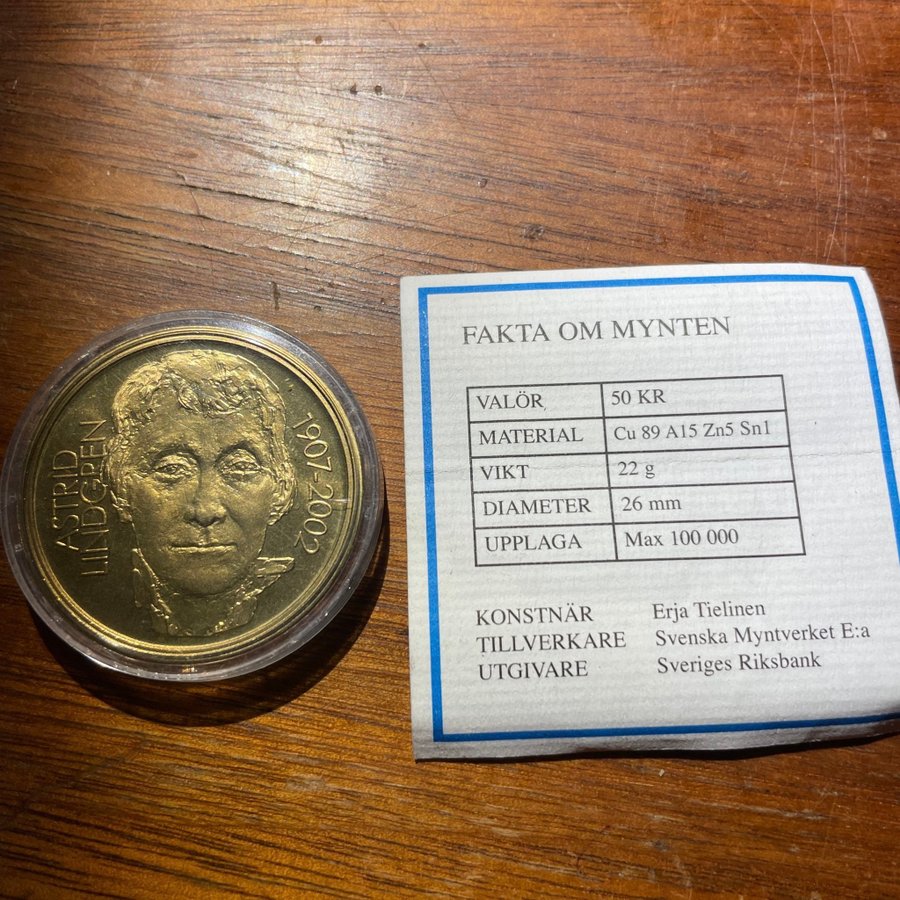 ASTRID
LINDGREN
1907-2002
FAKTA OM MYNTEN
VALÖR 50 KR
MATERIAL Cu 89 A15 Zn5 Sn1
VIKT 22 g
DIAMETER 26 mm
UPPLAGA Max 100 000
KONSTNÄR Erja Tielinen
TILLVERKARE Svenska Myntverket E:a
UTGIVARE Sveriges Riksbank